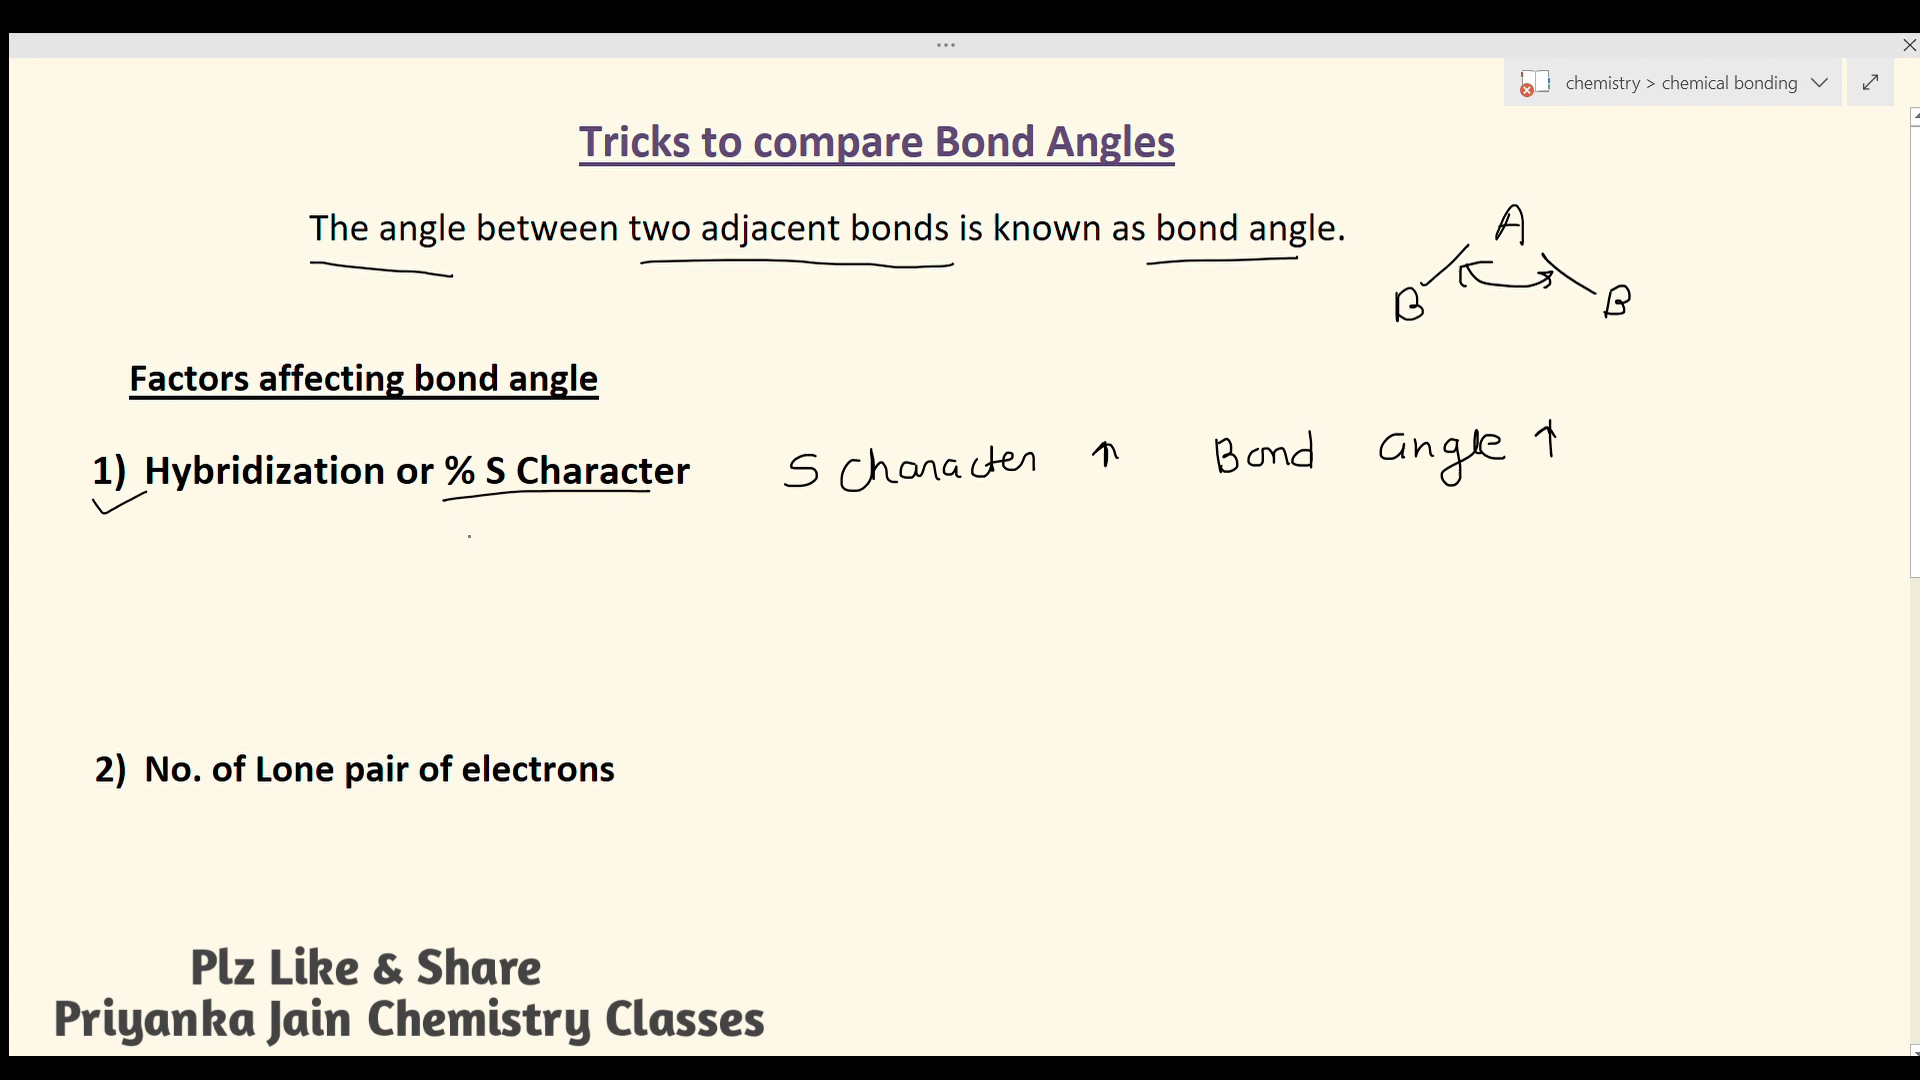 chemistry > chemical bonding
Tricks to compare Bond Angles
The angle between two adjacent bonds is known as bond angle.
A
B B
Factors affecting bond angle
1) Hybridization or % S Character S Character ↑ Bond angle ↑
2) No. of Lone pair of electrons
Plz Like & Share
Priyanka Jain Chemistry Classes